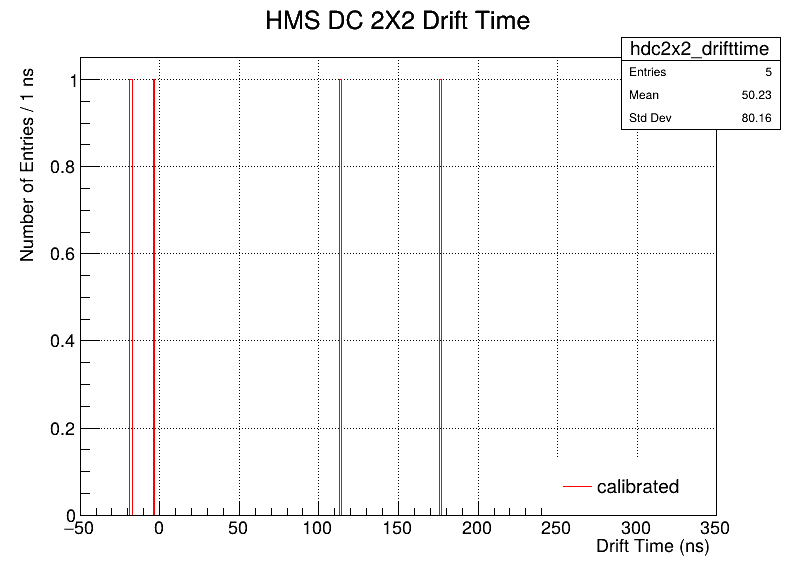 HMS DC 2X2 Drift Time
hdc2x2_drifttime
Entries 5
Mean 50.23
Std Dev 80.16
Number of Entries / 1 ns
1
0.8
0.6
0.4
0.2
0
−50 0 50 100 150 200 250 300 350
Drift Time (ns)
calibrated